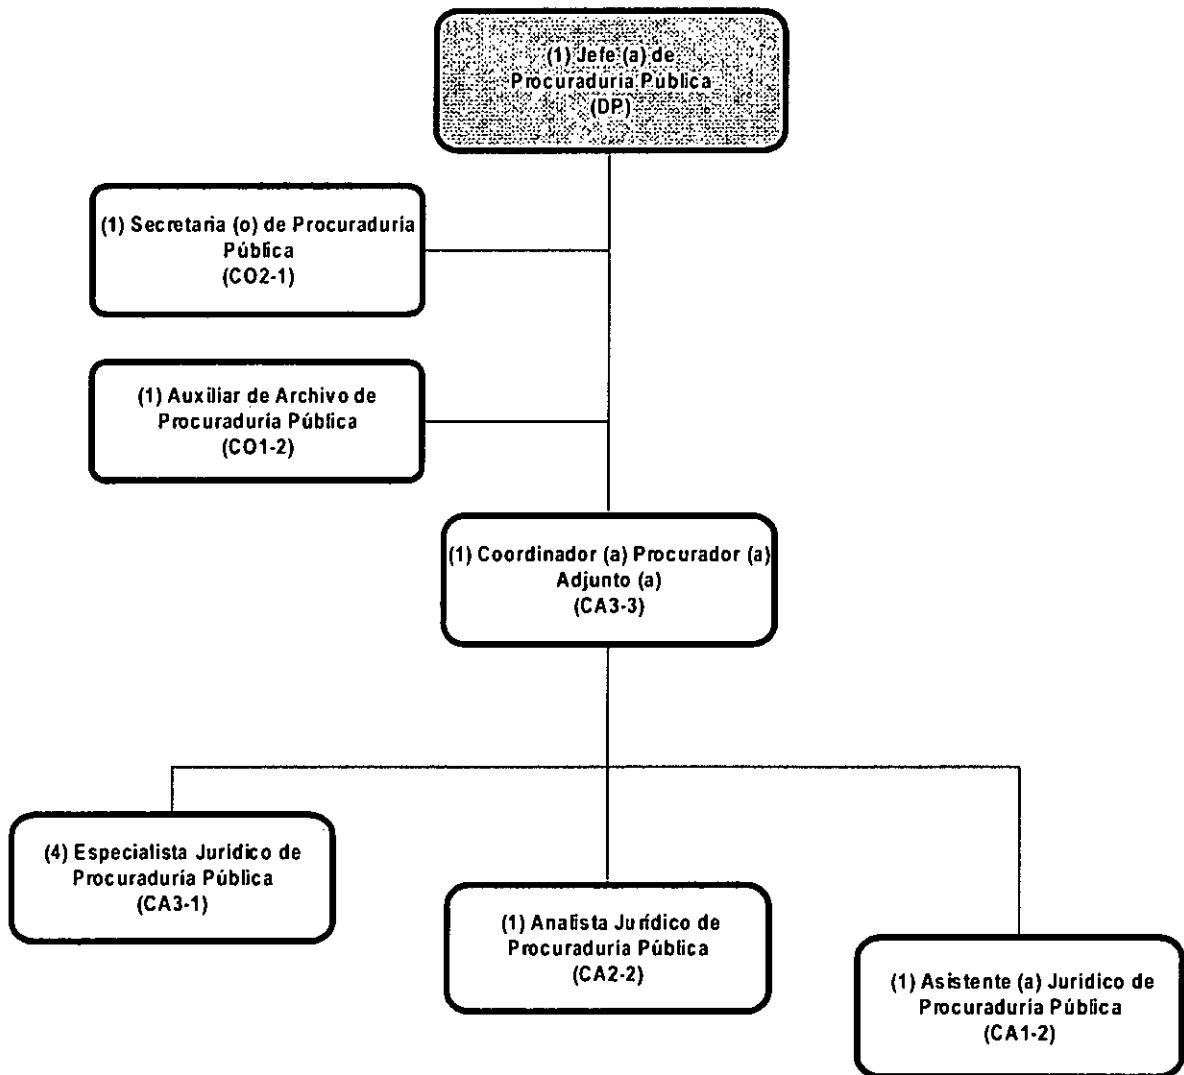 (1) Jefe (a) de
Procuraduría Pública
(DP)
(1) Secretaria (o) de Procuraduría
Pública
(CO2-1)
(1) Auxiliar de Archivo de
Procuraduría Pública
(CO1-2)
(1) Coordinador (a) Procurador (a)
Adjunto (a)
(CA3-3)
(4) Especialista Jurídico de
Procuraduría Pública
(CA3-1)
(1) Analista Jurídico de
Procuraduría Pública
(CA2-2)
(1) Asistente (a) Jurídico de
Procuraduría Pública
(CA1-2)